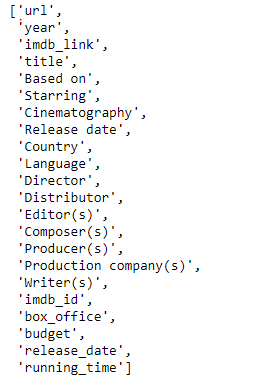 ['url',
'year',
'imdb_link',
'title',
'Based on',
'Starring',
'Cinematography',
'Release date',
'Country',
'Language',
'Director',
'Distributor',
'Editor(s)',
'Composer(s)',
'Producer(s)',
'Production company(s)',
'Writer(s)',
'imdb_id',
'box_office',
'budget',
'release_date',
'running_time']